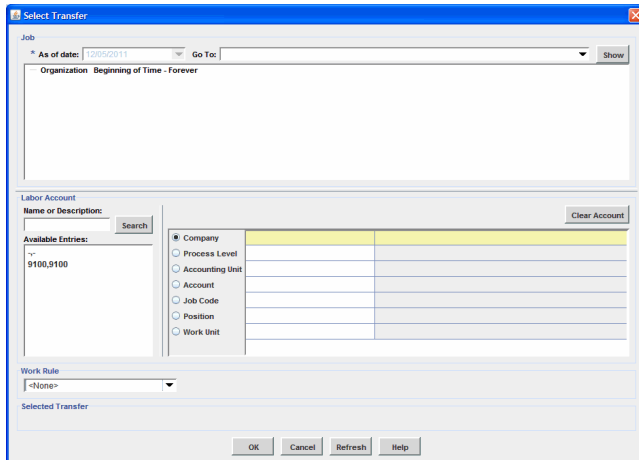 Select Transfer
Job
* As of date: 12/05/2011 Go To: Show
Organization Beginning of Time - Forever
Labor Account
Name or Description:
Search
Clear Account
Available Entries:
-,-
9100,9100
Company
Process Level
Accounting Unit
Account
Job Code
Position
Work Unit
Work Rule
<None>
Selected Transfer
OK Cancel Refresh Help